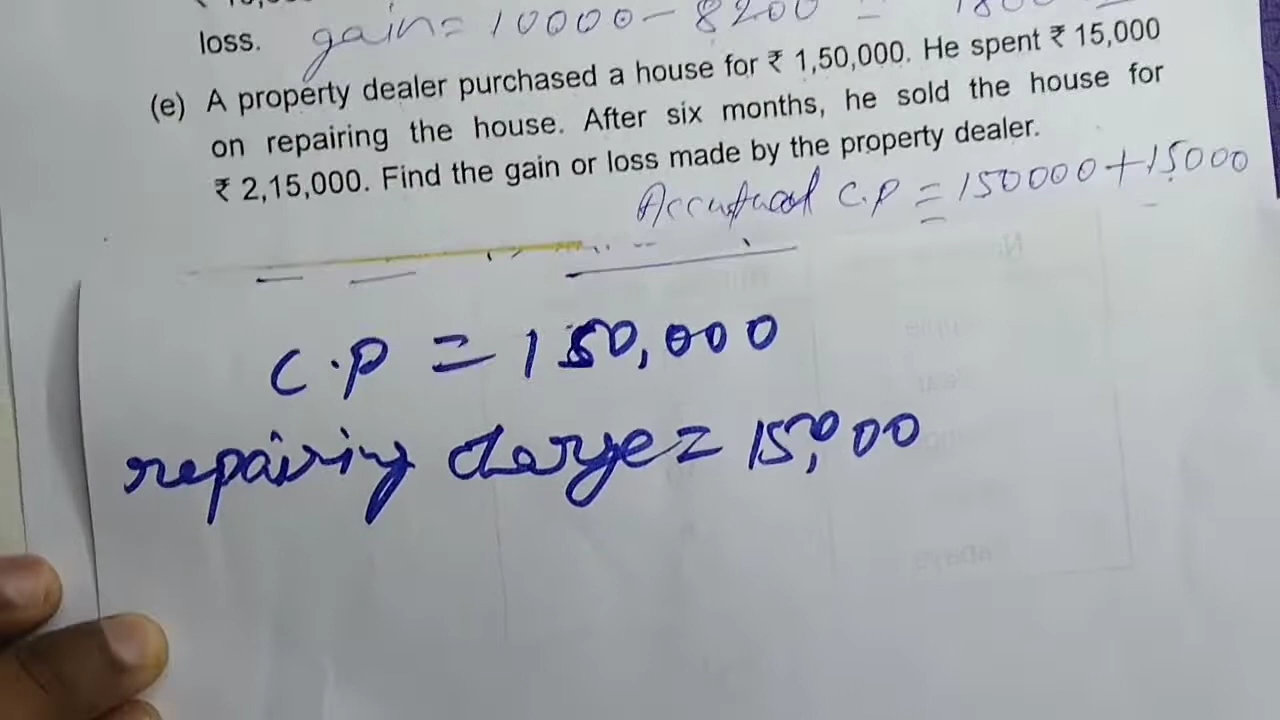 loss. gain = 10000 - 8200 =
(e) A property dealer purchased a house for ₹ 1,50,000. He spent ₹ 15,000
on repairing the house. After six months, he sold the house for
₹ 2,15,000. Find the gain or loss made by the property dealer.
C.P = 150000 + 15000
C.P = 150,000
repairing charge = 15,000